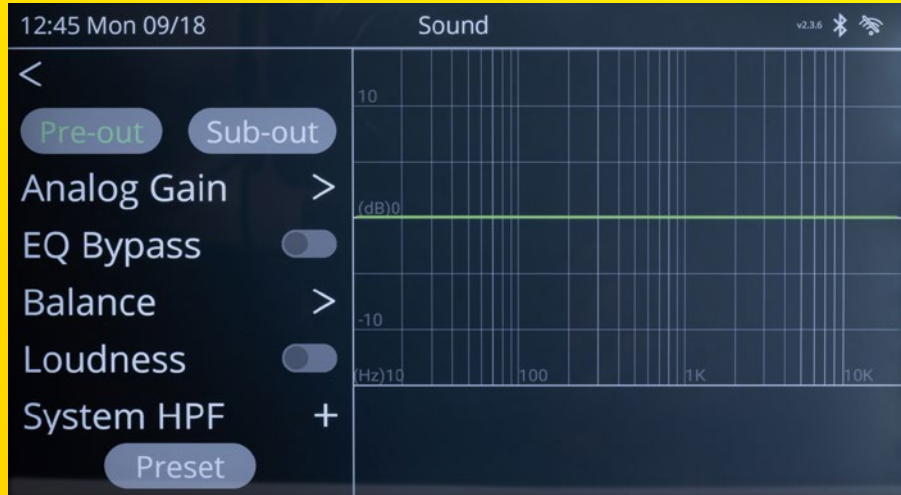 12:45 Mon 09/18 Sound v2.3.6
<
Pre-out Sub-out
Analog Gain >
EQ Bypass
Balance >
Loudness
System HPF +
Preset
10
(dB)0
-10
(Hz)10 100 1K 10K